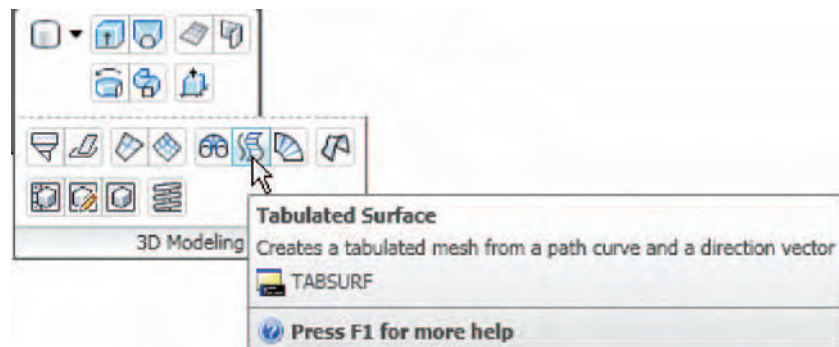 3D Modeling
Tabulated Surface
Creates a tabulated mesh from a path curve and a direction vector
TABSURF
Press F1 for more help